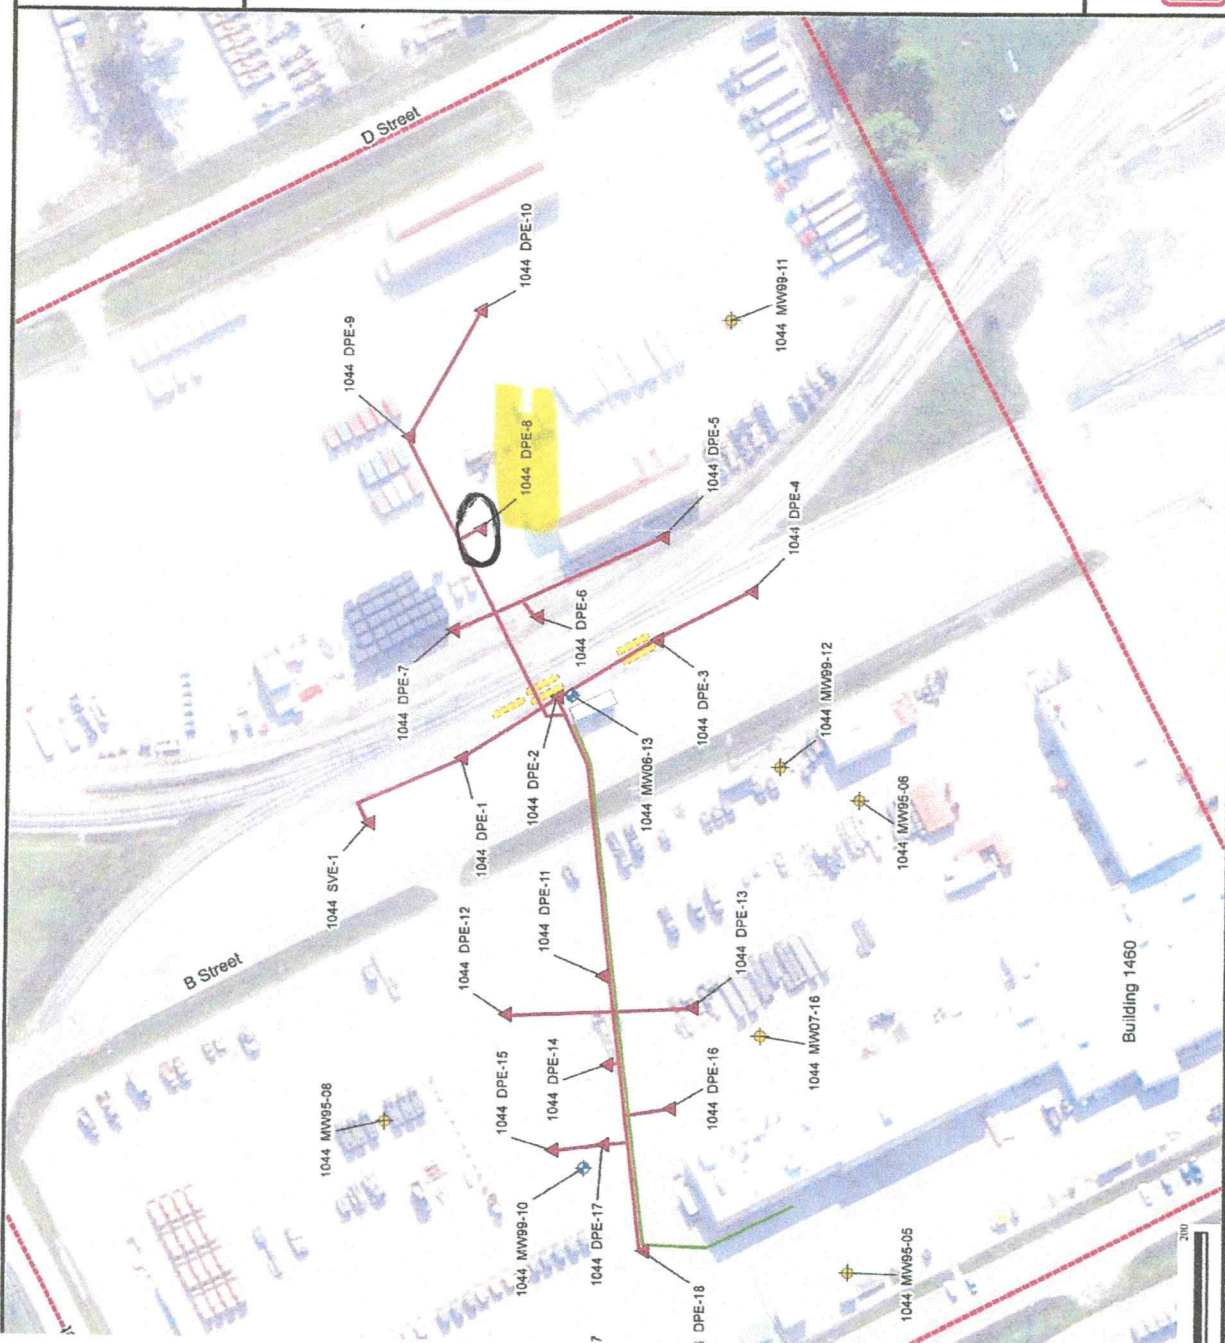 D Street
1044 DPE-10
1044 DPE-9
1044 MW99-11
1044 DPE-8
1044 DPE-5
1044 DPE-4
1044 DPE-6
1044 DPE-7
1044 DPE-3
1044 MW99-12
1044 DPE-2
1044 MW06-13
1044 DPE-1
1044 MW95-06
1044 SVE-1
1044 DPE-11
1044 DPE-13
1044 DPE-12
B Street
Building 1460
1044 MW07-16
1044 DPE-14
1044 DPE-15
1044 DPE-16
1044 MW95-08
1044 MW99-10
1044 DPE-17
1044 MW95-05
DPE-18
7
200